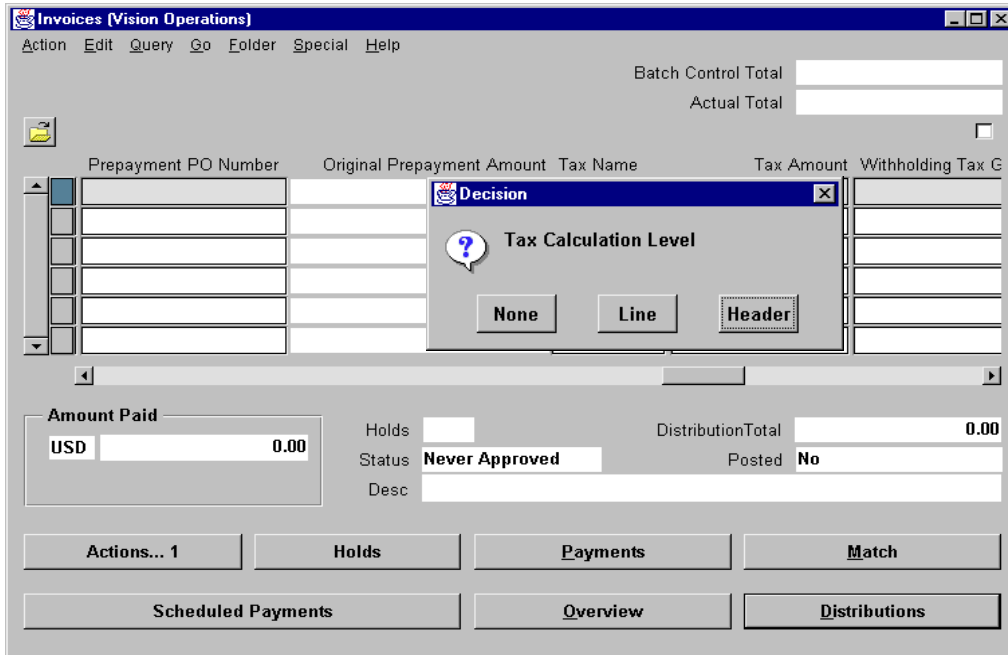 Invoices (Vision Operations)
Action Edit Query Go Folder Special Help
Batch Control Total
Actual Total
Prepayment PO Number Original Prepayment Amount Tax Name Tax Amount Withholding Tax G
Decision
? Tax Calculation Level
None Line Header
Amount Paid
USD 0.00
Holds DistributionTotal 0.00
Status Never Approved Posted No
Desc
Actions... 1 Holds Payments Match
Scheduled Payments Overview Distributions